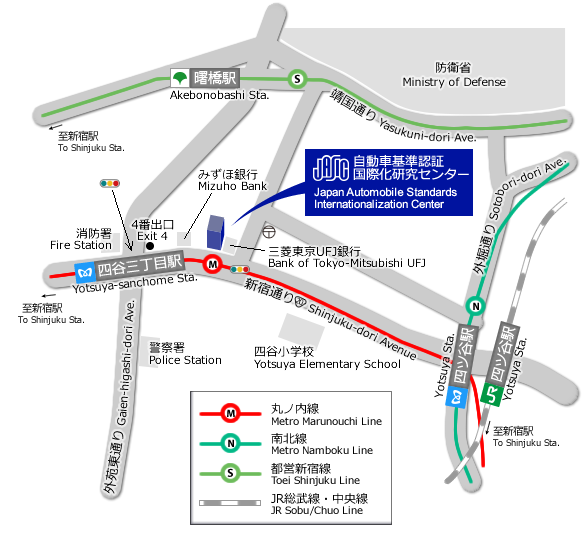 防衛省
Ministry of Defense
曙橋駅
Akebonobashi Sta.
S
靖国通り Yasukuni-dori Ave.
至新宿駅
To Shinjuku Sta.
JASIC
自動車基準認証
国際化研究センター
Japan Automobile Standards
Internationalization Center
みずほ銀行
Mizuho Bank
外堀通り Sotobori-dori Ave.
消防署
Fire Station
4番出口
Exit 4
三菱東京UFJ銀行
Bank of Tokyo-Mitsubishi UFJ
四谷三丁目駅
Yotsuya-sanchome Sta.
M
新宿通り Shinjuku-dori Avenue
N
至新宿駅
To Shinjuku Sta.
警察署
Police Station
四谷小学校
Yotsuya Elementary School
四ツ谷駅
Yotsuya Sta.
四ツ谷駅
Yotsuya Sta.
JR
至新宿駅
To Shinjuku Sta.
外苑東通り Gaien-higashi-dori Ave.
M
丸ノ内線
Metro Marunouchi Line
N
南北線
Metro Namboku Line
S
都営新宿線
Toei Shinjuku Line
JR総武線・中央線
JR Sobu/Chuo Line